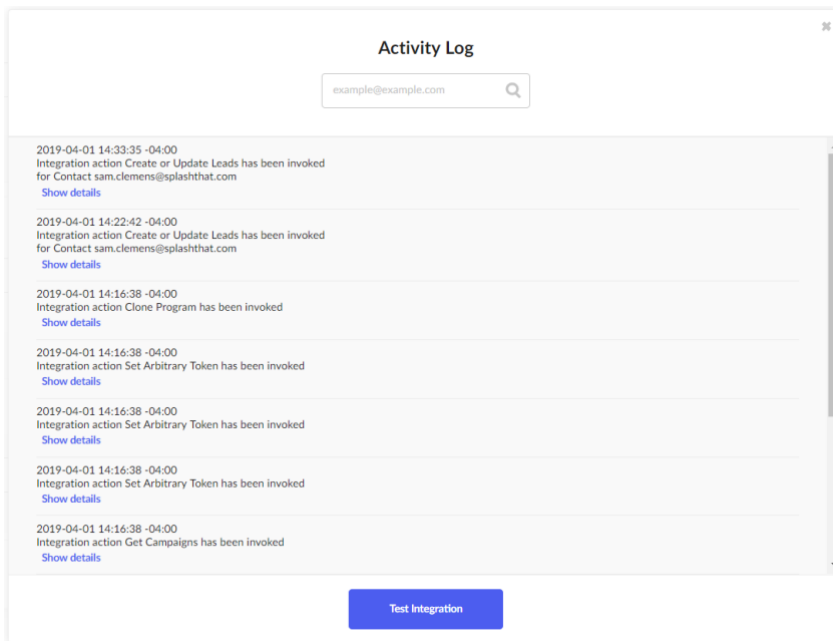 Activity Log
example@example.com
2019-04-01 14:33:35 -04:00
Integration action Create or Update Leads has been invoked
for Contact sam.clemens@splashthat.com
Show details
2019-04-01 14:22:42 -04:00
Integration action Create or Update Leads has been invoked
for Contact sam.clemens@splashthat.com
Show details
2019-04-01 14:16:38 -04:00
Integration action Clone Program has been invoked
Show details
2019-04-01 14:16:38 -04:00
Integration action Set Arbitrary Token has been invoked
Show details
2019-04-01 14:16:38 -04:00
Integration action Set Arbitrary Token has been invoked
Show details
2019-04-01 14:16:38 -04:00
Integration action Set Arbitrary Token has been invoked
Show details
2019-04-01 14:16:38 -04:00
Integration action Get Campaigns has been invoked
Show details
Test Integration